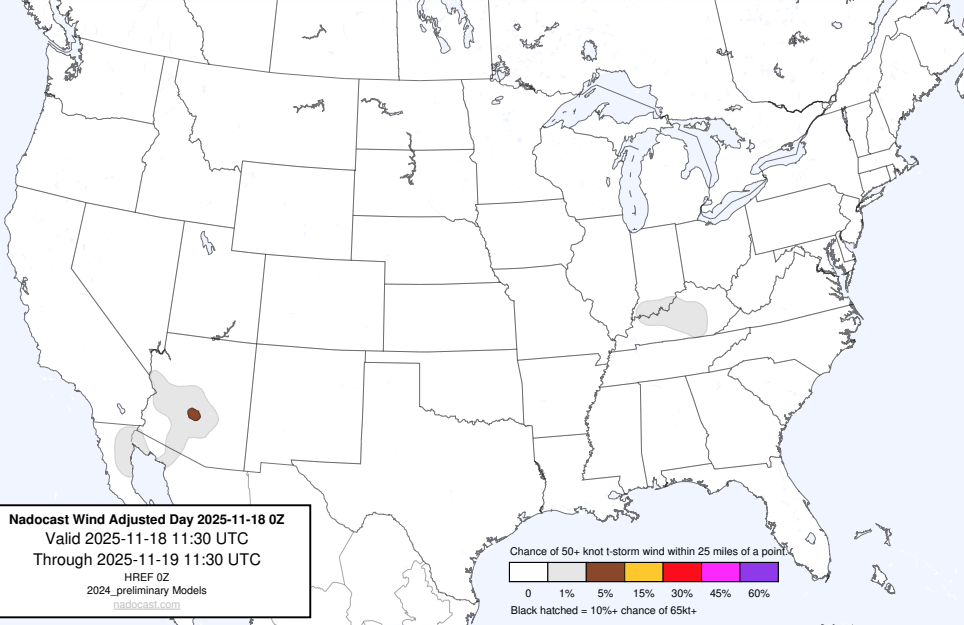 Nadocast Wind Adjusted Day 2025-11-18 0Z
Valid 2025-11-18 11:30 UTC
Through 2025-11-19 11:30 UTC
HREF 0Z
2024_preliminary Models
nadocast.com
Chance of 50+ knot t-storm wind within 25 miles of a point.
0 1% 5% 15% 30% 45% 60%
Black hatched = 10%+ chance of 65kt+